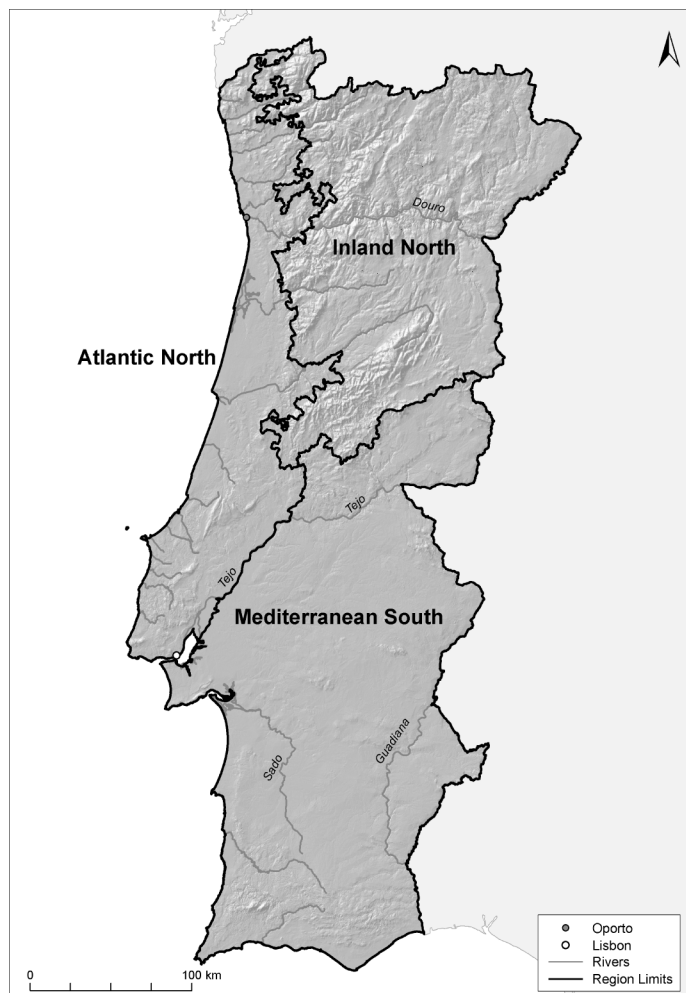 Douro
Inland North
Atlantic North
Tejo
Tejo
Mediterranean South
Guadiana
Sado
Oporto
Lisbon
Rivers
Region Limits
0 100 km